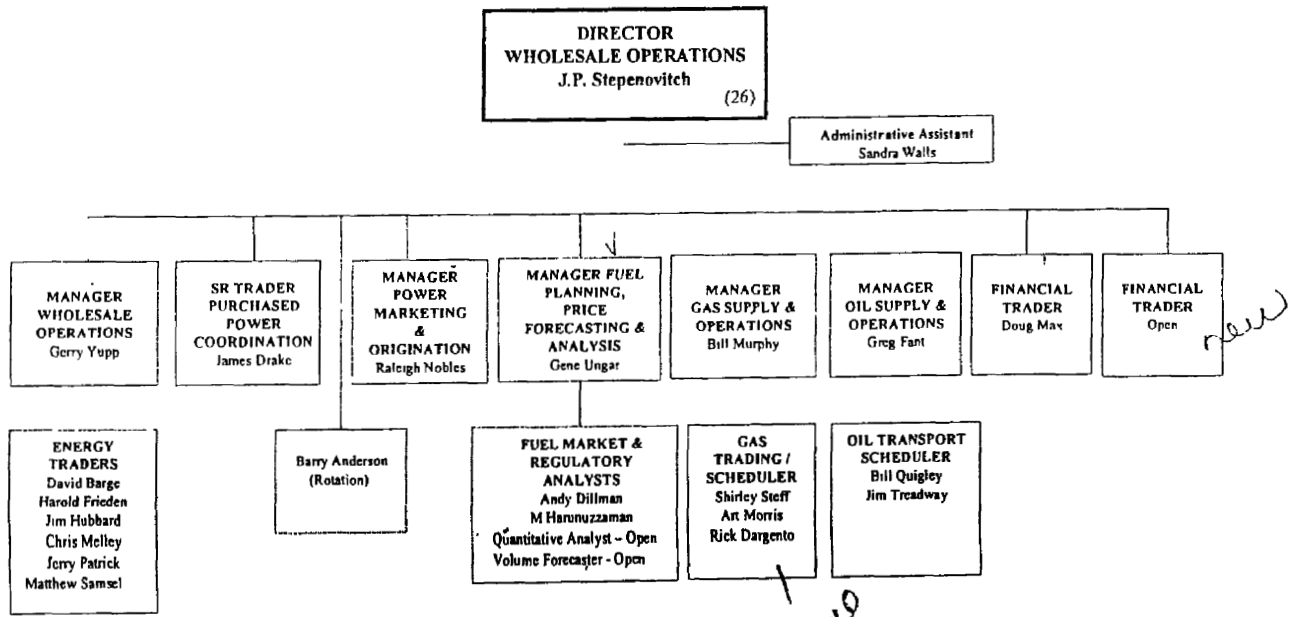 DIRECTOR
WHOLESALE OPERATIONS
J.P. Stepenovitch
(26)
Administrative Assistant
Sandra Walls
MANAGER
WHOLESALE
OPERATIONS
Gerry Yupp
SR TRADER
PURCHASED
POWER
COORDINATION
James Drake
MANAGER
POWER
MARKETING
&
ORIGINATION
Raleigh Nobles
MANAGER FUEL
PLANNING,
PRICE
FORECASTING &
ANALYSIS
Gene Ungar
MANAGER
GAS SUPPLY &
OPERATIONS
Bill Murphy
MANAGER
OIL SUPPLY &
OPERATIONS
Greg Fant
FINANCIAL
TRADER
Doug Max
FINANCIAL
TRADER
Open
new
ENERGY
TRADERS
David Barge
Harold Frieden
Jim Hubbard
Chris Melley
Jerry Patrick
Matthew Samsel
Barry Anderson
(Rotation)
FUEL MARKET &
REGULATORY
ANALYSTS
Andy Dillman
M Harunuzzaman
Quantitative Analyst – Open
Volume Forecaster - Open
GAS
TRADING /
SCHEDULER
Shirley Steff
Art Morris
Rick Dargento
OIL TRANSPORT
SCHEDULER
Bill Quigley
Jim Treadway